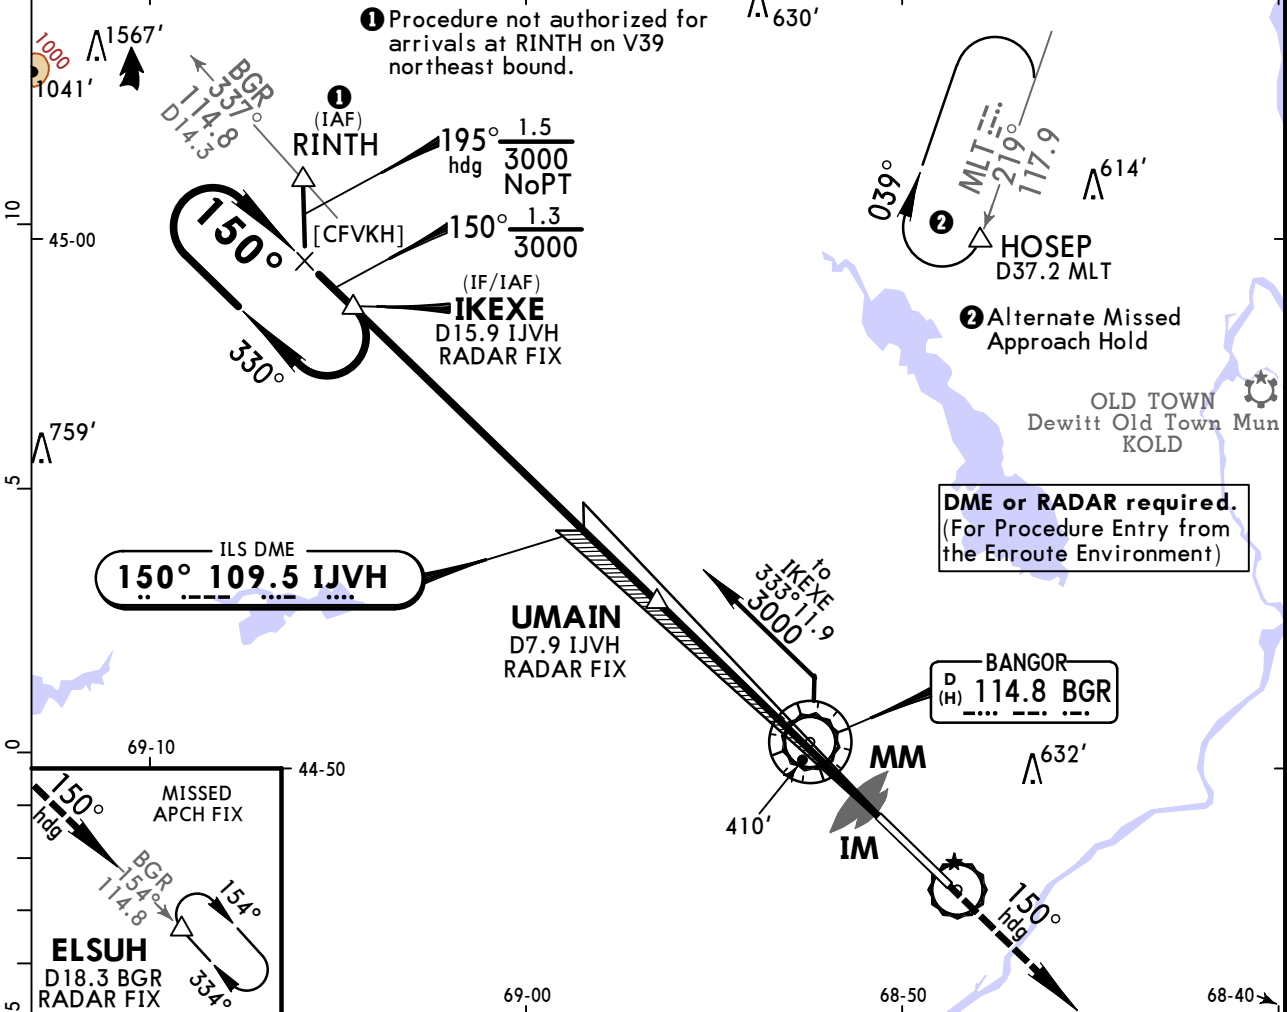 1 Procedure not authorized for
arrivals at RINTH on V39
northeast bound.
630'
1567'
1000
1041'
BGR
337°
114.8
D14.3
1
(IAF)
RINTH
195° 1.5
hdg 3000
NoPT
[CFVKH]
150° 1.3
3000
150°
330°
(IF/IAF)
IKEXE
D15.9 IJVH
RADAR FIX
MLT
219°
117.9
039°
2
614'
HOSEP
D37.2 MLT
2 Alternate Missed
Approach Hold
10
45-00
OLD TOWN
Dewitt Old Town Mun
KOLD
759'
5
DME or RADAR required.
(For Procedure Entry from
the Enroute Environment)
ILS DME
150° 109.5 IJVH
UMAIN
D7.9 IJVH
RADAR FIX
to
IKEXE
333° 11.9
3000
BANGOR
D
(H) 114.8 BGR
632'
MM
IM
410'
0
69-10
44-50
MISSED
APCH FIX
150°
hdg
BGR
154°
114.8
154°
334°
ELSUH
D18.3 BGR
RADAR FIX
150°
hdg
5
69-00
68-50
68-40